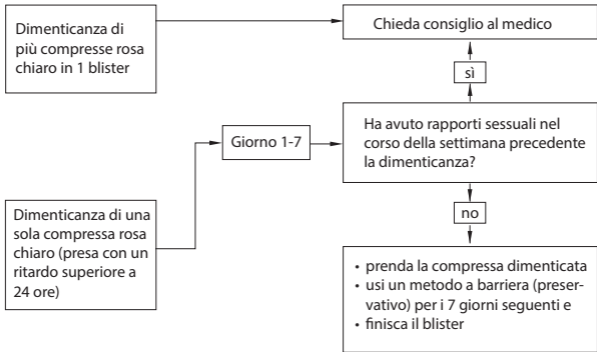 Dimenticanza di
più compresse rosa
chiaro in 1 blister
Chieda consiglio al medico
sì
Giorno 1-7
Ha avuto rapporti sessuali nel
corso della settimana precedente
la dimenticanza?
Dimenticanza di una
sola compressa rosa
chiaro (presa con un
ritardo superiore a
24 ore)
no
• prenda la compressa dimenticata
• usi un metodo a barriera (preser-
vativo) per i 7 giorni seguenti e
• finisca il blister